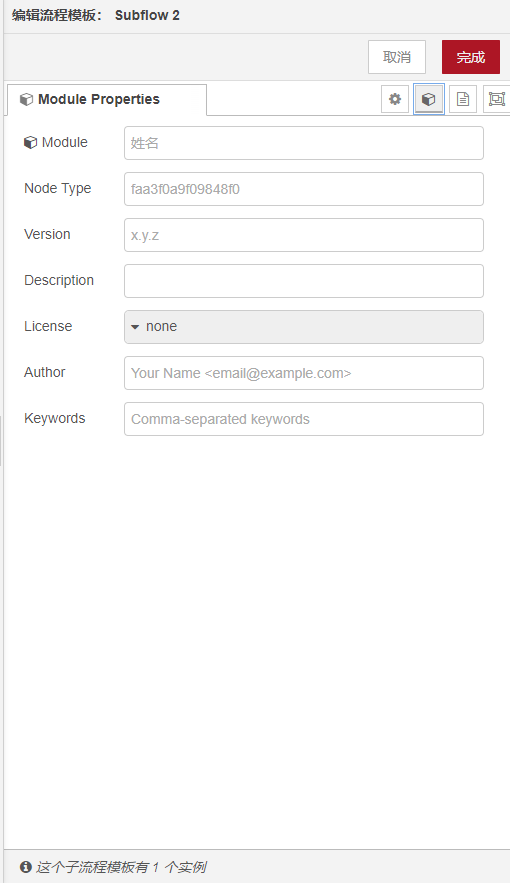 编辑流程模板： Subflow 2
取消 完成
Module Properties
Module 姓名
Node Type faa3f0a9f09848f0
Version x.y.z
Description
License none
Author Your Name <email@example.com>
Keywords Comma-separated keywords
这个子流程模板有 1 个实例